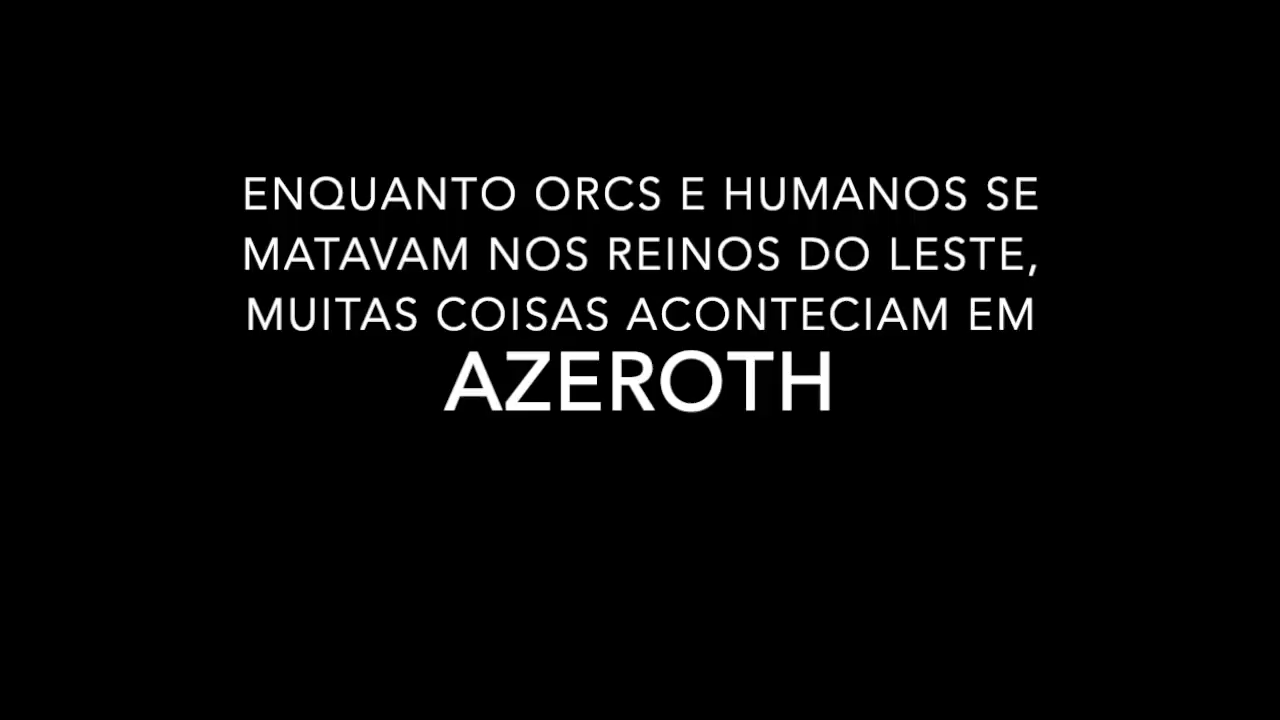 ENQUANTO ORCS E HUMANOS SE
MATAVAM NOS REINOS DO LESTE,
MUITAS COISAS ACONTECIAM EM
AZEROTH